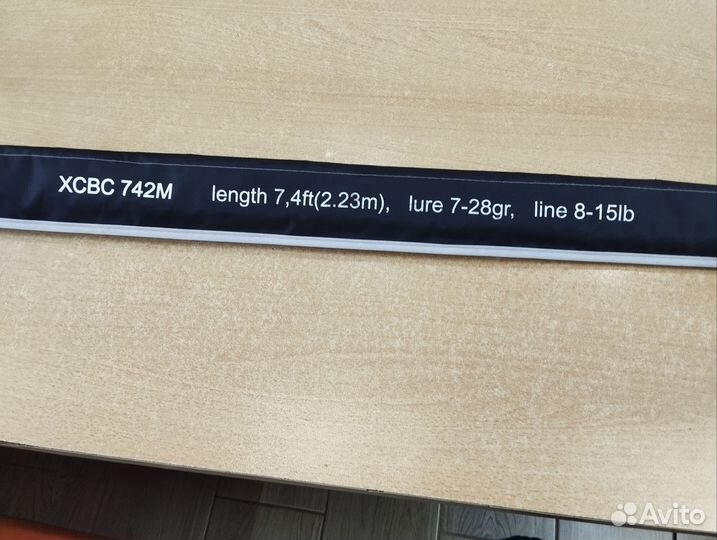 XCBC 742M length 7,4ft(2.23m), lure 7-28gr, line 8-15lb
Avito